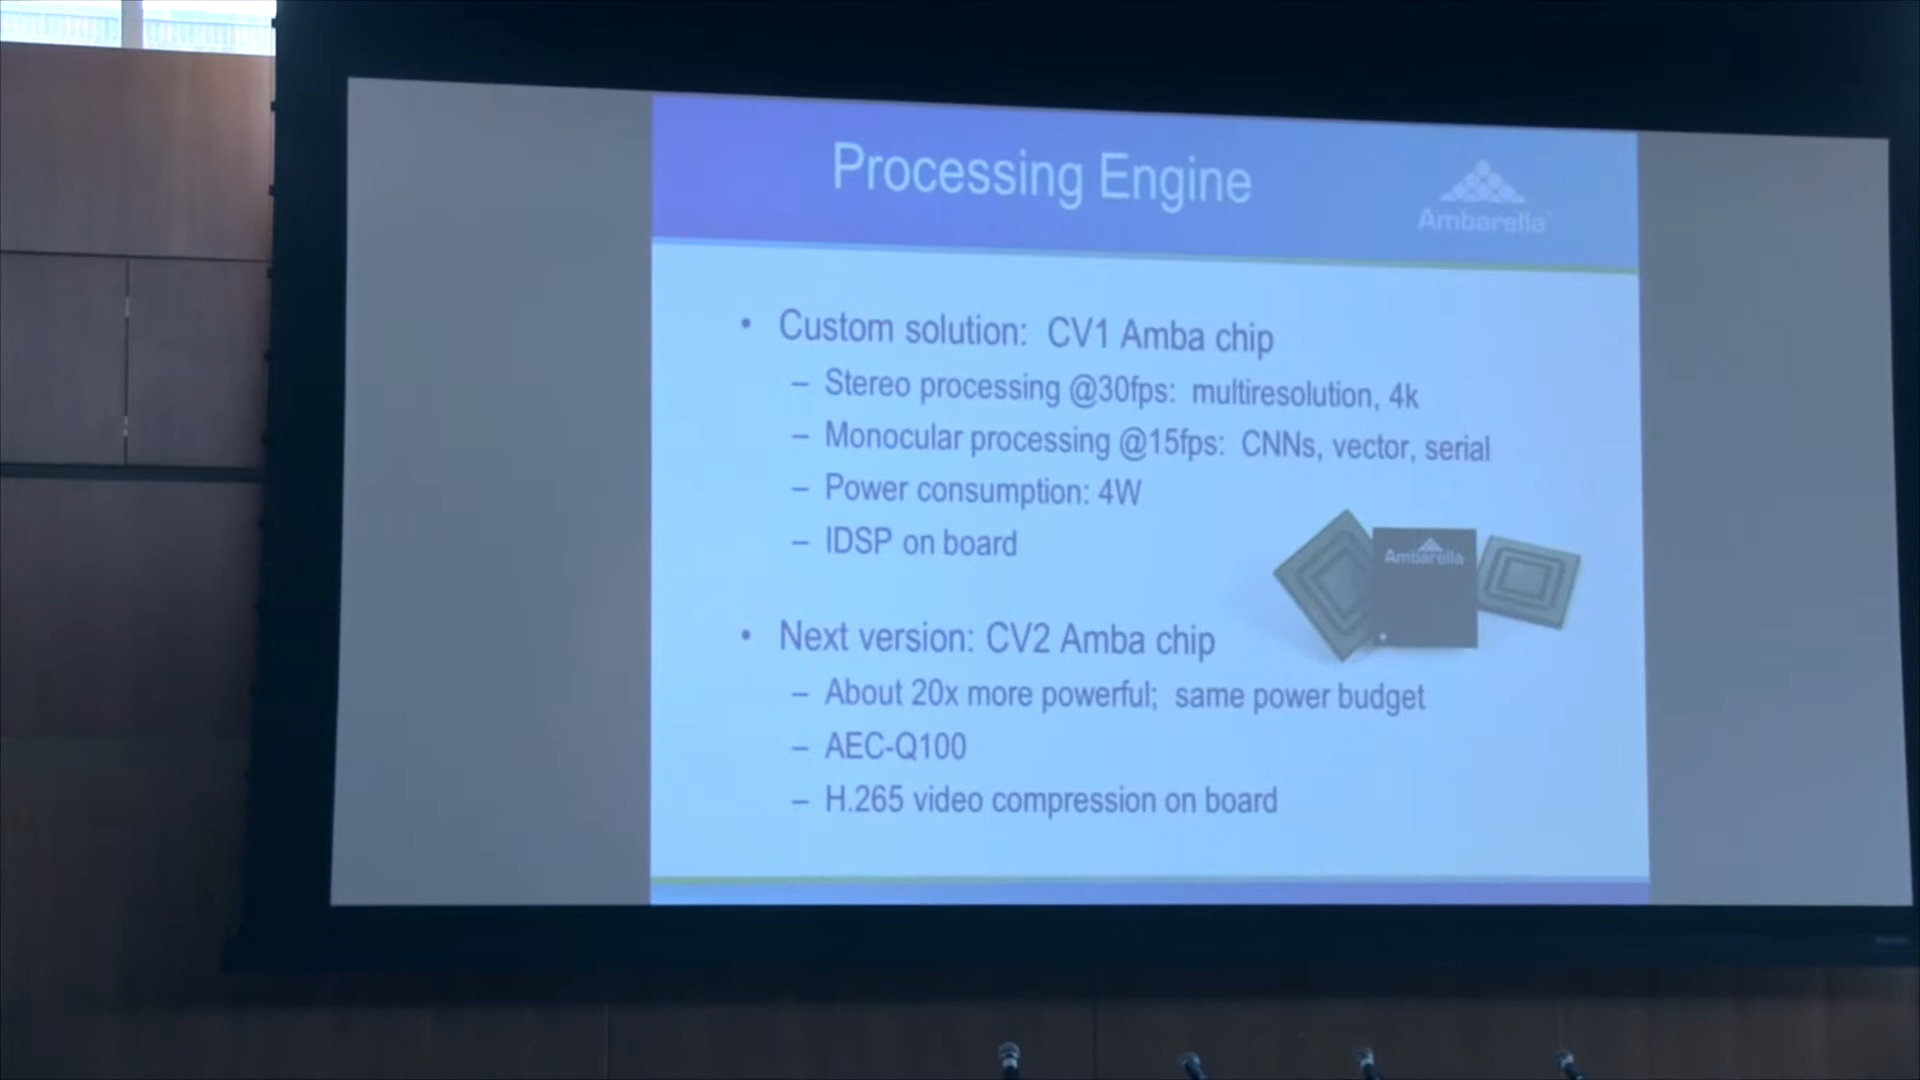 Processing Engine
Ambarella
• Custom solution: CV1 Amba chip
– Stereo processing @30fps: multiresolution, 4k
– Monocular processing @15fps: CNNs, vector, serial
– Power consumption: 4W
– IDSP on board
Ambarella
• Next version: CV2 Amba chip
– About 20x more powerful; same power budget
– AEC-Q100
– H.265 video compression on board